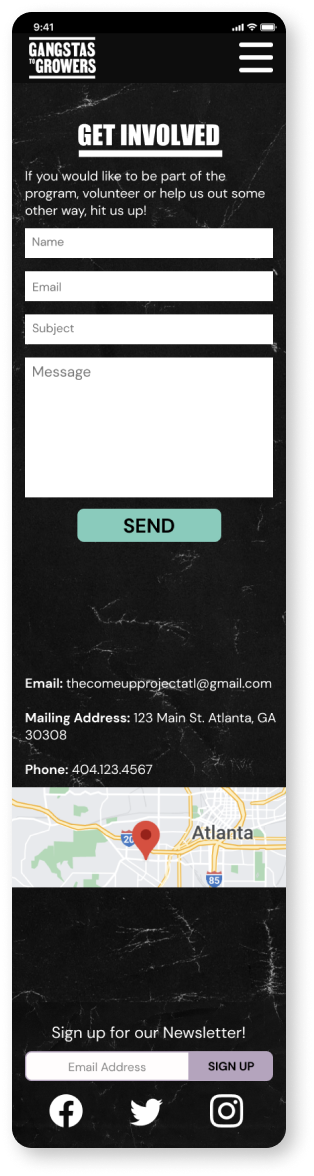 9:41
GANGSTAS
TO GROWERS
GET INVOLVED
If you would like to be part of the
program, volunteer or help us out some
other way, hit us up!
Name
Email
Subject
Message
SEND
Email: thecomeupprojectatl@gmail.com
Mailing Address: 123 Main St. Atlanta, GA
30308
Phone: 404.123.4567
20
Atlanta
85
Sign up for our Newsletter!
Email Address
SIGN UP